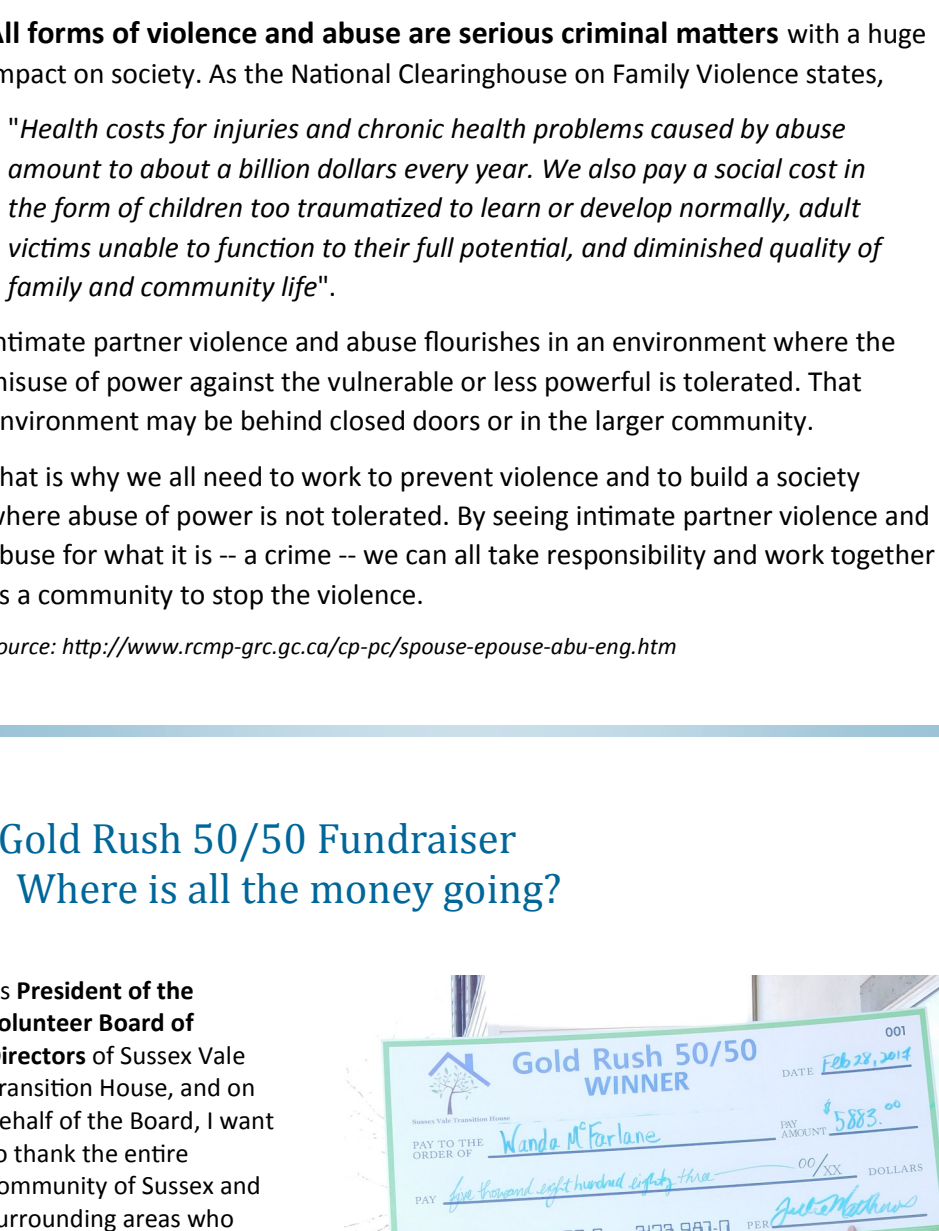 All forms of violence and abuse are serious criminal matters with a huge
impact on society. As the National Clearinghouse on Family Violence states,
"Health costs for injuries and chronic health problems caused by abuse
amount to about a billion dollars every year. We also pay a social cost in
the form of children too traumatized to learn or develop normally, adult
victims unable to function to their full potential, and diminished quality of
family and community life".
ntimate partner violence and abuse flourishes in an environment where the
misuse of power against the vulnerable or less powerful is tolerated. That
environment may be behind closed doors or in the larger community.
That is why we all need to work to prevent violence and to build a society
where abuse of power is not tolerated. By seeing intimate partner violence and
abuse for what it is -- a crime -- we can all take responsibility and work together
as a community to stop the violence.
ource: http://www.rcmp-grc.gc.ca/cp-pc/spouse-epouse-abu-eng.htm
Gold Rush 50/50 Fundraiser
Where is all the money going?
s President of the
Volunteer Board of
Directors of Sussex Vale
Transition House, and on
behalf of the Board, I want
to thank the entire
community of Sussex and
surrounding areas who
001
Gold Rush 50/50
WINNER
DATE Feb 28, 2017
Sussex Vale Transition House
PAY TO THE
ORDER OF Wanda McFarlane
PAY
AMOUNT $5883.00
PAY five thousand eight hundred eighty three 00/XX DOLLARS
PER Julie Mathews